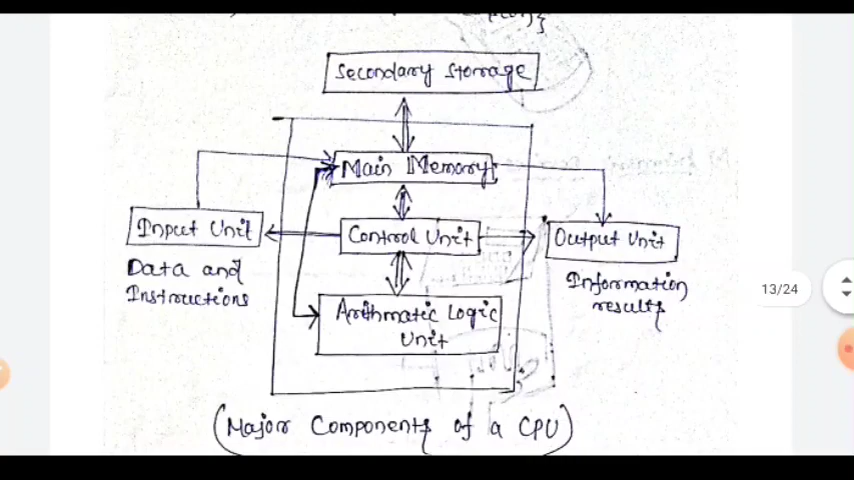 Secondary Storage
Main Memory
Input Unit
Control Unit
Output Unit
Data and
Instructions
Information
results
13/24
Arithmatic Logic
Unit
(Major Components of a CPU)